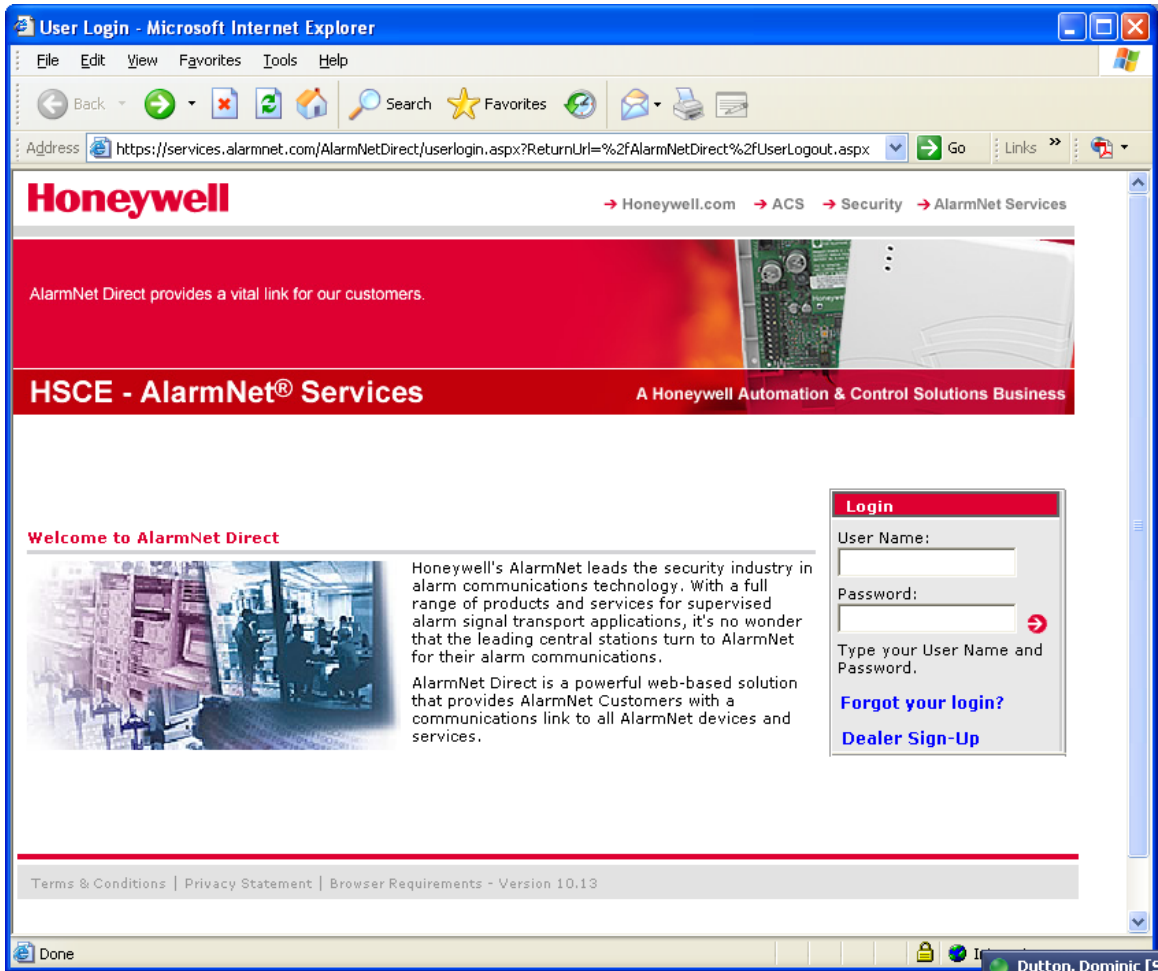 User Login - Microsoft Internet Explorer
File Edit View Favorites Tools Help
Back Search Favorites
Address https://services.alarmnet.com/AlarmNetDirect/userlogin.aspx?ReturnUrl=%2fAlarmNetDirect%2fUserLogout.aspx Go Links »
Honeywell
Honeywell.com ACS Security AlarmNet Services
AlarmNet Direct provides a vital link for our customers.
HSCE - AlarmNet® Services
A Honeywell Automation & Control Solutions Business
Welcome to AlarmNet Direct
Honeywell's AlarmNet leads the security industry in
alarm communications technology. With a full
range of products and services for supervised
alarm signal transport applications, it's no wonder
that the leading central stations turn to AlarmNet
for their alarm communications.
AlarmNet Direct is a powerful web-based solution
that provides AlarmNet Customers with a
communications link to all AlarmNet devices and
services.
Login
User Name:
Password:
Type your User Name and
Password.
Forgot your login?
Dealer Sign-Up
Terms & Conditions | Privacy Statement | Browser Requirements - Version 10.13
Done
Dutton, Dominic [S